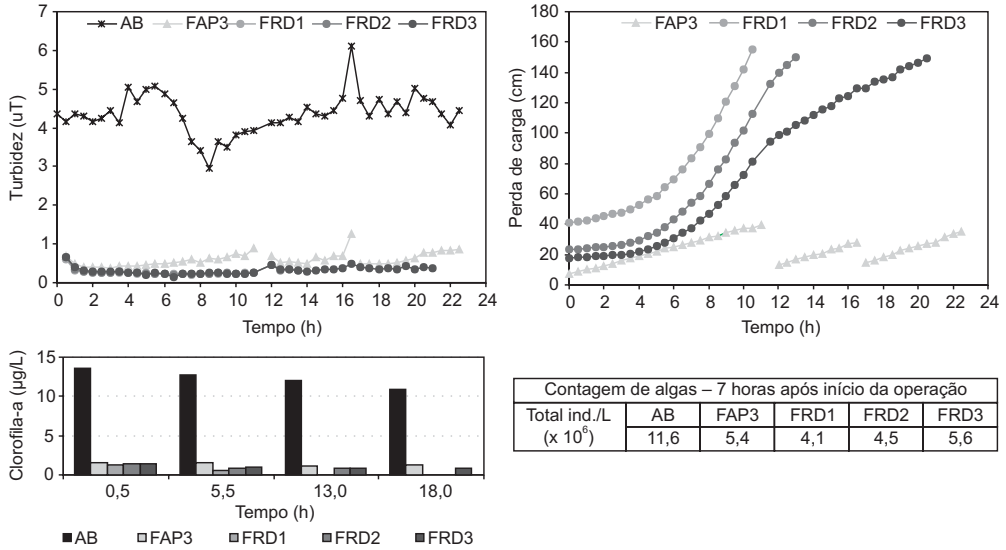 AB FAP3 FRD1 FRD2 FRD3
7
6
5
4
3
2
1
0
Turbidez (uT)
0 2 4 6 8 10 12 14 16 18 20 22 24
Tempo (h)
FAP3 FRD1 FRD2 FRD3
180
160
140
120
100
80
60
40
20
0
Perda de carga (cm)
0 2 4 6 8 10 12 14 16 18 20 22 24
Tempo (h)
15
10
5
0
Clorofila-a (µg/L)
0,5 5,5 13,0 18,0
Tempo (h)
AB FAP3 FRD1 FRD2 FRD3
Contagem de algas – 7 horas após início da operação
Total ind./L (x 10⁶) AB FAP3 FRD1 FRD2 FRD3
11,6 5,4 4,1 4,5 5,6